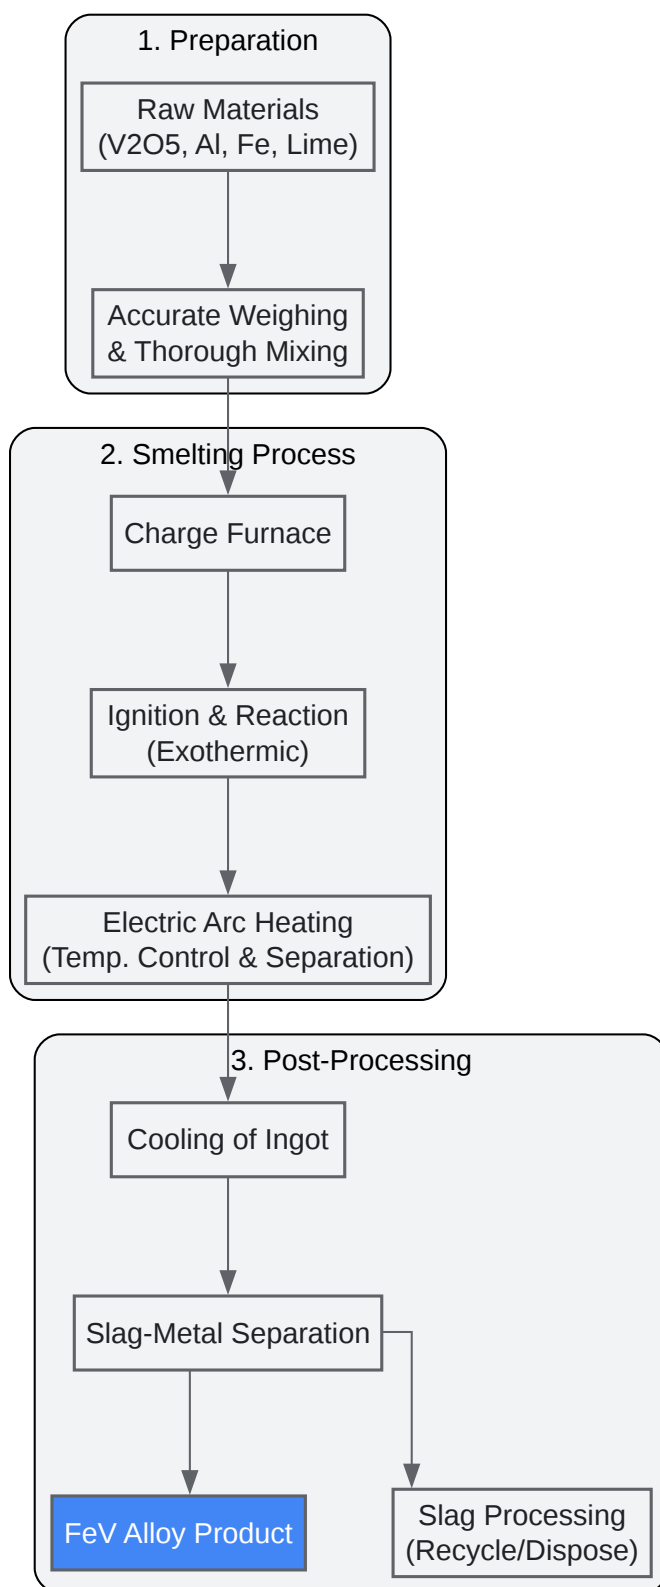 1. Preparation
Raw Materials
(V2O5, Al, Fe, Lime)
Accurate Weighing
& Thorough Mixing
2. Smelting Process
Charge Furnace
Ignition & Reaction
(Exothermic)
Electric Arc Heating
(Temp. Control & Separation)
3. Post-Processing
Cooling of Ingot
Slag-Metal Separation
FeV Alloy Product
Slag Processing
(Recycle/Dispose)